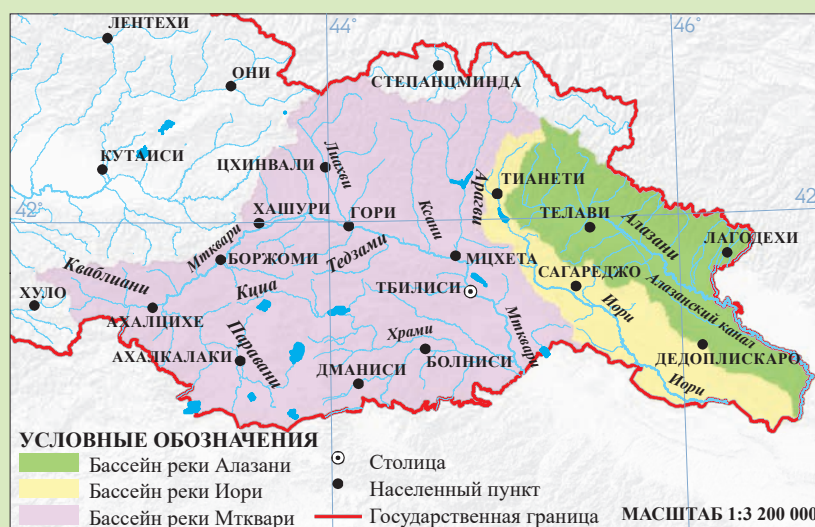 44°
46°
ЛЕНТЕХИ
ОНИ
СТЕПАНЦМИНДА
КУТАИСИ
ЦХИНВАЛИ
Лиахви
ТИАНЕТИ
Арагви
42°
42
ХАШУРИ
ГОРИ
Ксани
ТЕЛАВИ
Алазани
ЛАГОДЕХИ
Мтквари
Тедзами
МЦХЕТА
БОРЖОМИ
Кваблиани
Кциа
ТБИЛИСИ
САГАРЕДЖО
Иори
Алазанский канал
ХУЛО
АХАЛЦИХЕ
Мтквари
Храми
АХАЛКАЛАКИ
Паравани
БОЛНИСИ
ДМАНИСИ
ДЕДОПЛИСКАРО
Иори
УСЛОВНЫЕ ОБОЗНАЧЕНИЯ
Бассейн реки Алазани
Столица
Бассейн реки Иори
Населенный пункт
Бассейн реки Мтквари
Государственная граница
МАСШТАБ 1:3 200 000